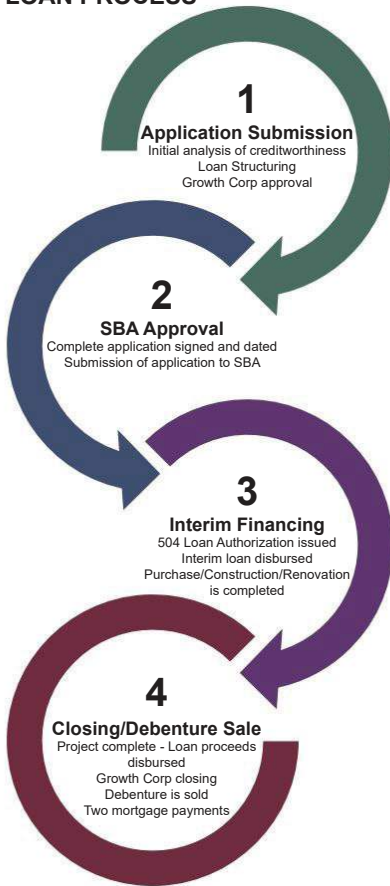 LOAN PROCESS
1
Application Submission
Initial analysis of creditworthiness
Loan Structuring
Growth Corp approval
2
SBA Approval
Complete application signed and dated
Submission of application to SBA
3
Interim Financing
504 Loan Authorization issued
Interim loan disbursed
Purchase/Construction/Renovation
is completed
4
Closing/Debenture Sale
Project complete - Loan proceeds
disbursed
Growth Corp closing
Debenture is sold
Two mortgage payments